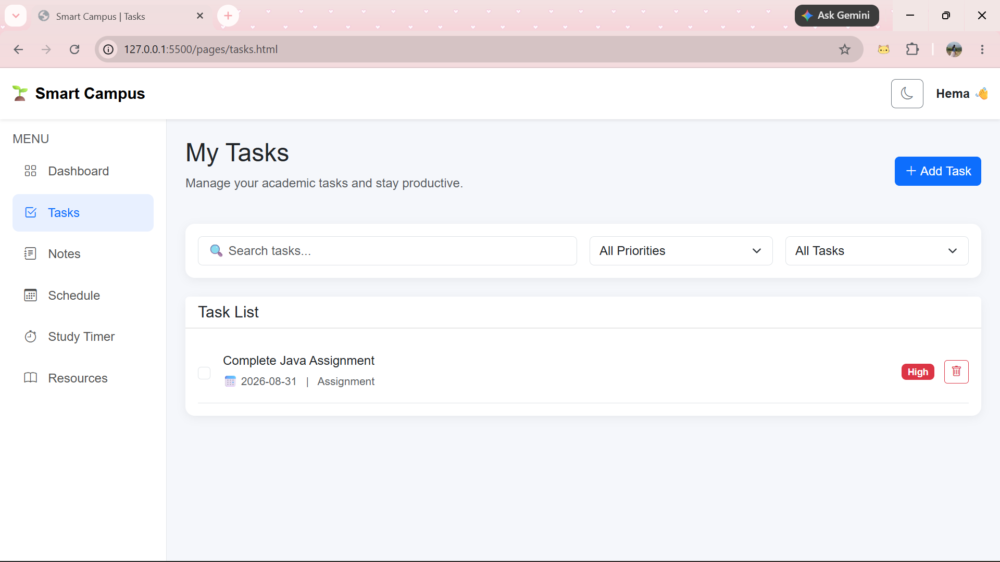 Smart Campus | Tasks
Ask Gemini
127.0.0.1:5500/pages/tasks.html
Smart Campus
Hema 👋
MENU
Dashboard
Tasks
Notes
Schedule
Study Timer
Resources
My Tasks
Manage your academic tasks and stay productive.
+ Add Task
🔍 Search tasks...
All Priorities
All Tasks
Task List
Complete Java Assignment
2026-08-31 | Assignment
High